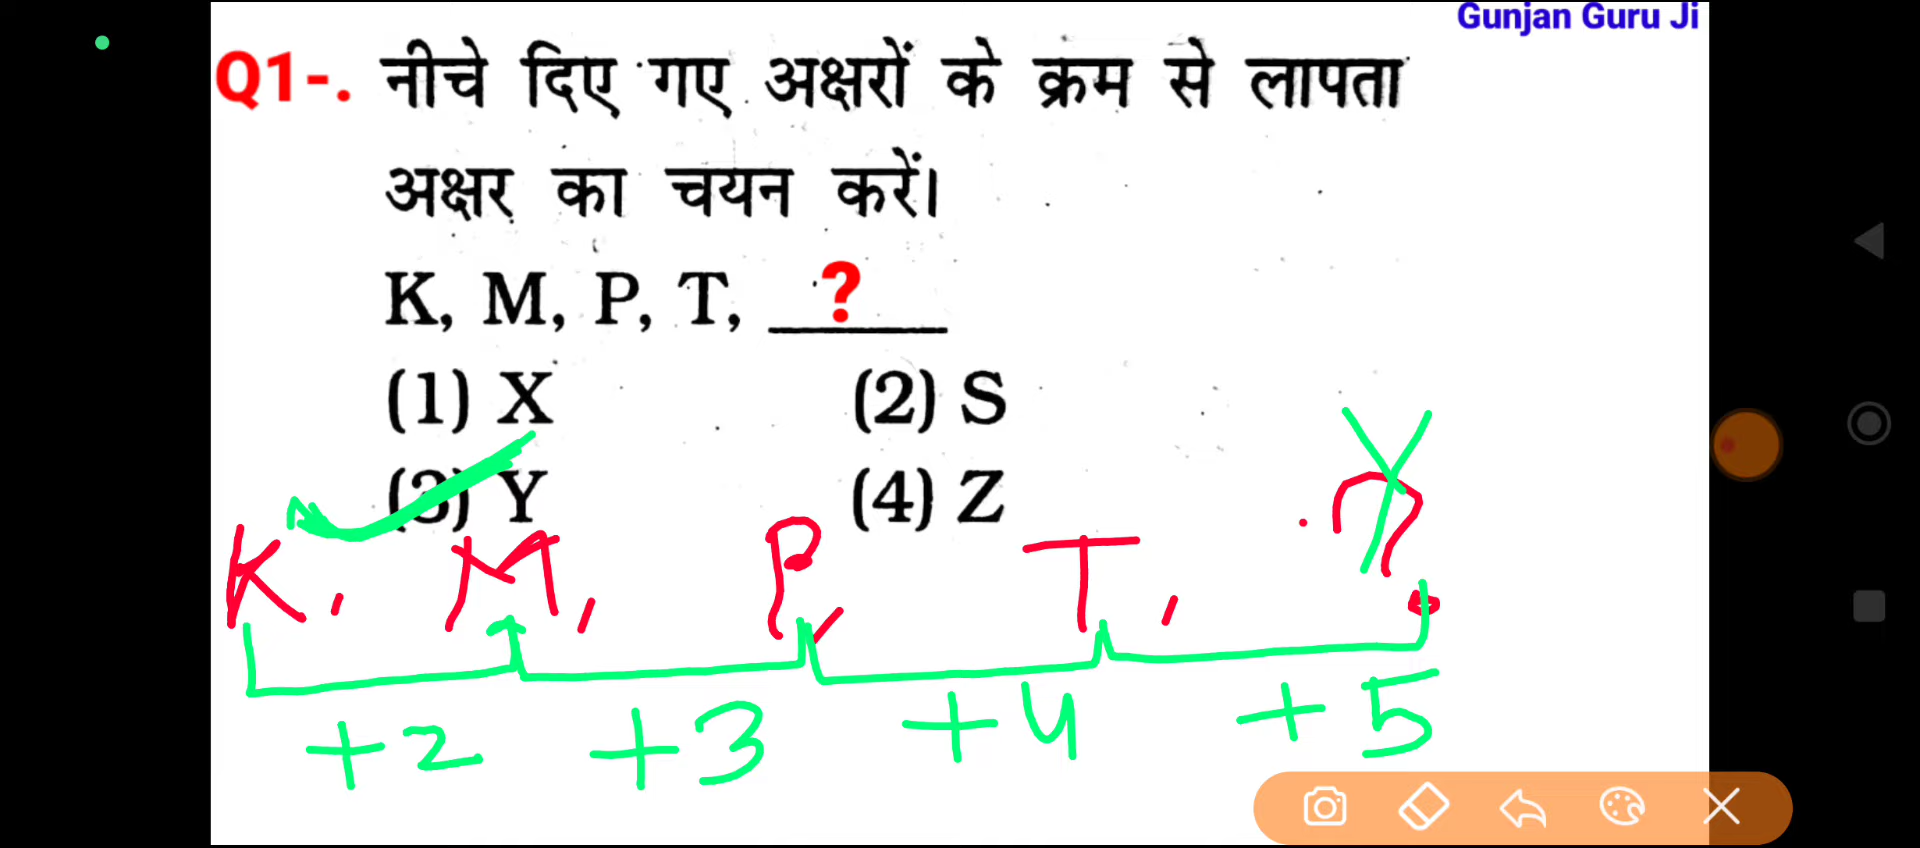 Gunjan Guru Ji
Q1-. नीचे दिए गए अक्षरों के क्रम से लापता
अक्षर का चयन करें।
K, M, P, T, ?
(1) X (2) S
(3) Y (4) Z
K, M, P, T, ? Y
+2 +3 +4 +5